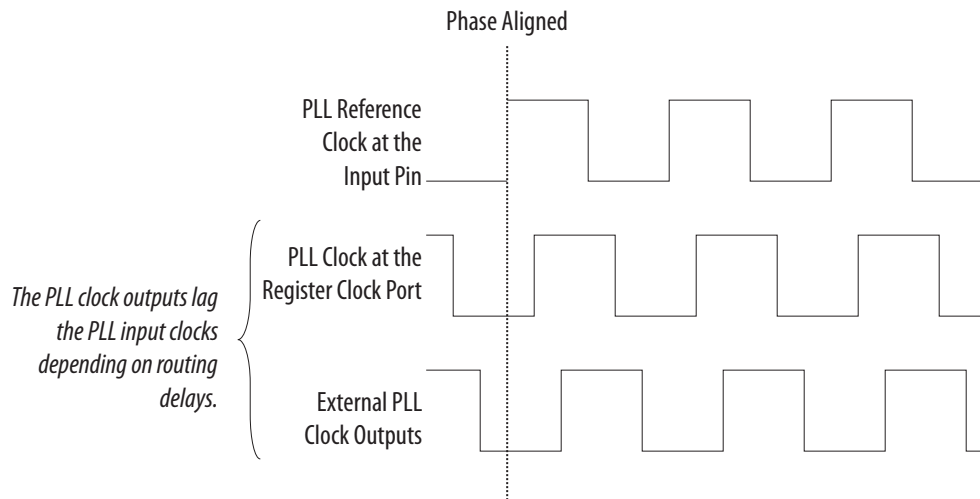 Phase Aligned
PLL Reference
Clock at the
Input Pin
PLL Clock at the
Register Clock Port
The PLL clock outputs lag
the PLL input clocks
depending on routing
delays.
External PLL
Clock Outputs